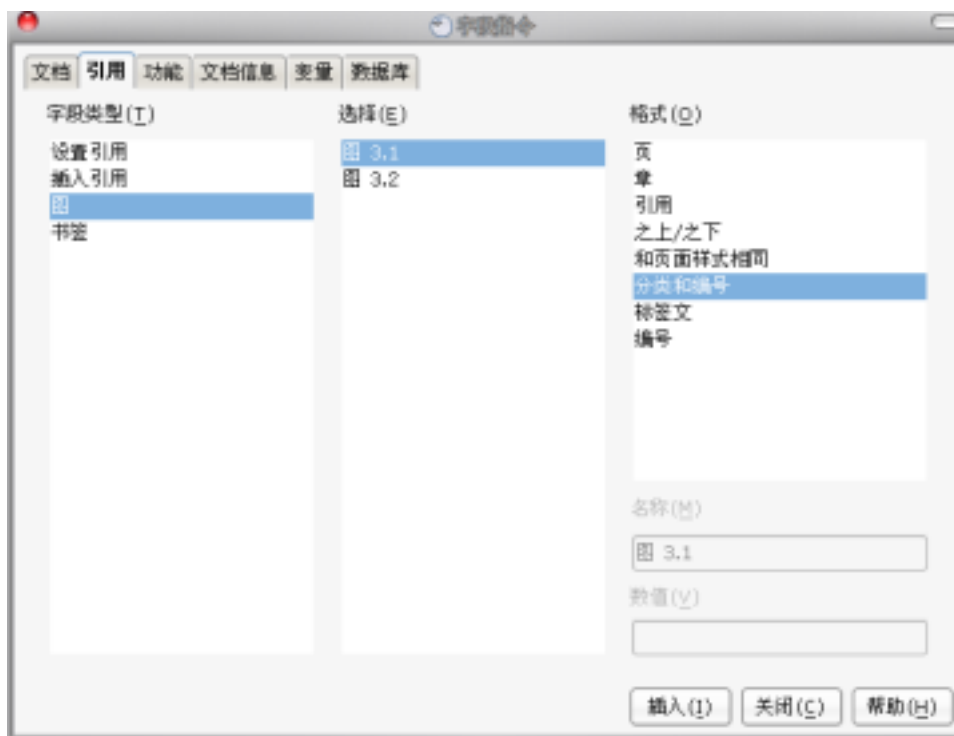 字段指令
文档 引用 功能 文档信息 变量 数据库
字段类型(T)
设置引用
插入引用
图
书签
选择(E)
图 3.1
图 3.2
格式(O)
页
章
引用
之上/之下
和页面样式相同
分类和编号
标签文
编号
名称(M)
图 3.1
数值(V)
插入(I) 关闭(C) 帮助(H)